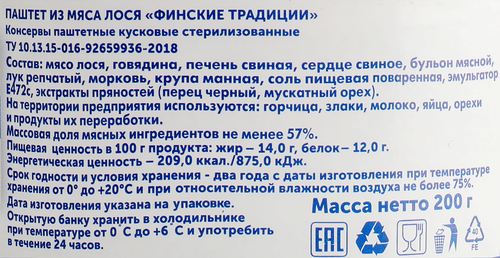 ПАШТЕТ ИЗ МЯСА ЛОСЯ «ФИНСКИЕ ТРАДИЦИИ»
Консервы паштетные кусковые стерилизованные
ТУ 10.13.15-016-92659936-2018
Состав: мясо лося, говядина, печень свиная, сердце свиное, бульон мясной,
лук репчатый, морковь, крупа манная, соль пищевая поваренная, эмульгатор
Е472с, экстракты пряностей (перец черный, мускатный орех).
На территории предприятия используются: горчица, злаки, молоко, яйца, орехи
и продукты их переработки.
Массовая доля мясных ингредиентов не менее 57%.
Пищевая ценность в 100 г продукта: жир – 14,0 г, белок– 12,0 г.
Энергетическая ценность – 209,0 ккал./875,0 кДж.
Срок годности и условия хранения - два года с даты изготовления при температуре
хранения от 0° до +20°С и при относительной влажности воздуха не более 75%.
Дата изготовления указана на упаковке.
Открытую банку хранить в холодильнике
при температуре от 0°С до +6°С и употребить
в течение 24 часов.
Масса нетто 200 г
ЕАС
40
FE